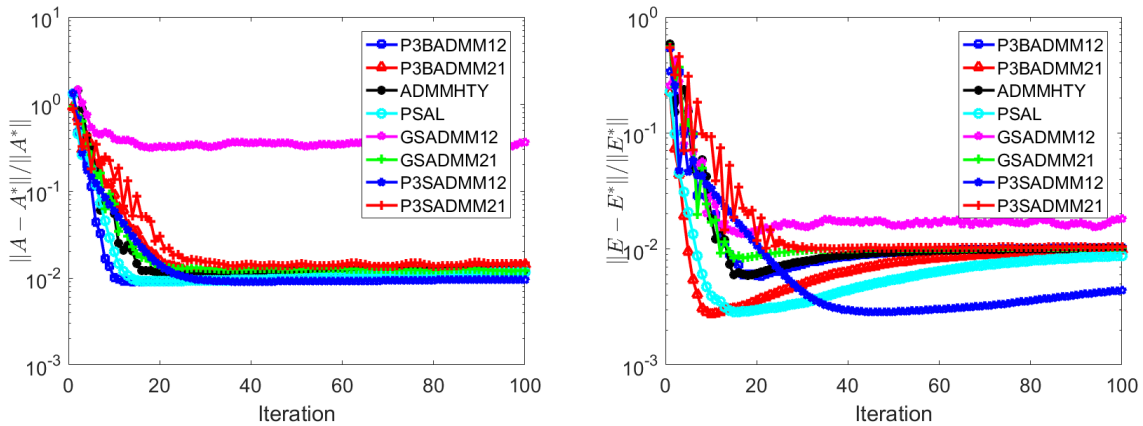 10^1
10^0
10^-1
10^-2
10^-3
||A − A*||/||A*||
0 20 40 60 80 100
Iteration
P3BADMM12
P3BADMM21
ADMMHTY
PSAL
GSADMM12
GSADMM21
P3SADMM12
P3SADMM21
10^0
10^-1
10^-2
10^-3
||E − E*||/||E*||
0 20 40 60 80 100
Iteration
P3BADMM12
P3BADMM21
ADMMHTY
PSAL
GSADMM12
GSADMM21
P3SADMM12
P3SADMM21